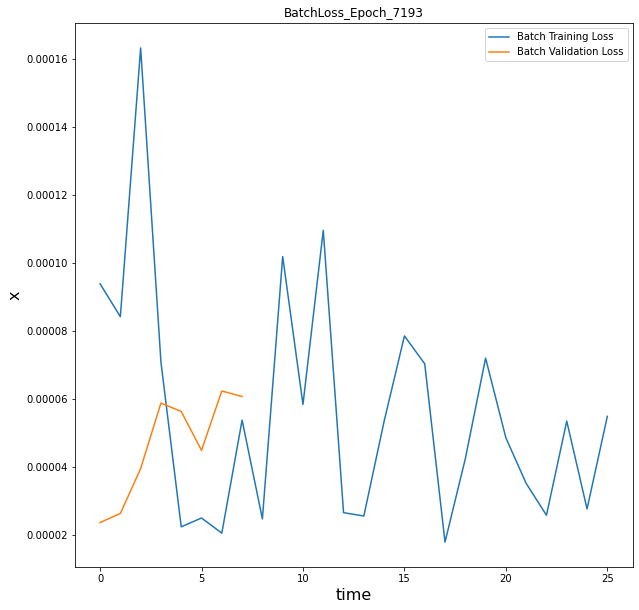 BatchLoss_Epoch_7193
Batch Training Loss
Batch Validation Loss
0.00016
0.00014
0.00012
0.00010
0.00008
0.00006
0.00004
0.00002
x
0 5 10 15 20 25
time